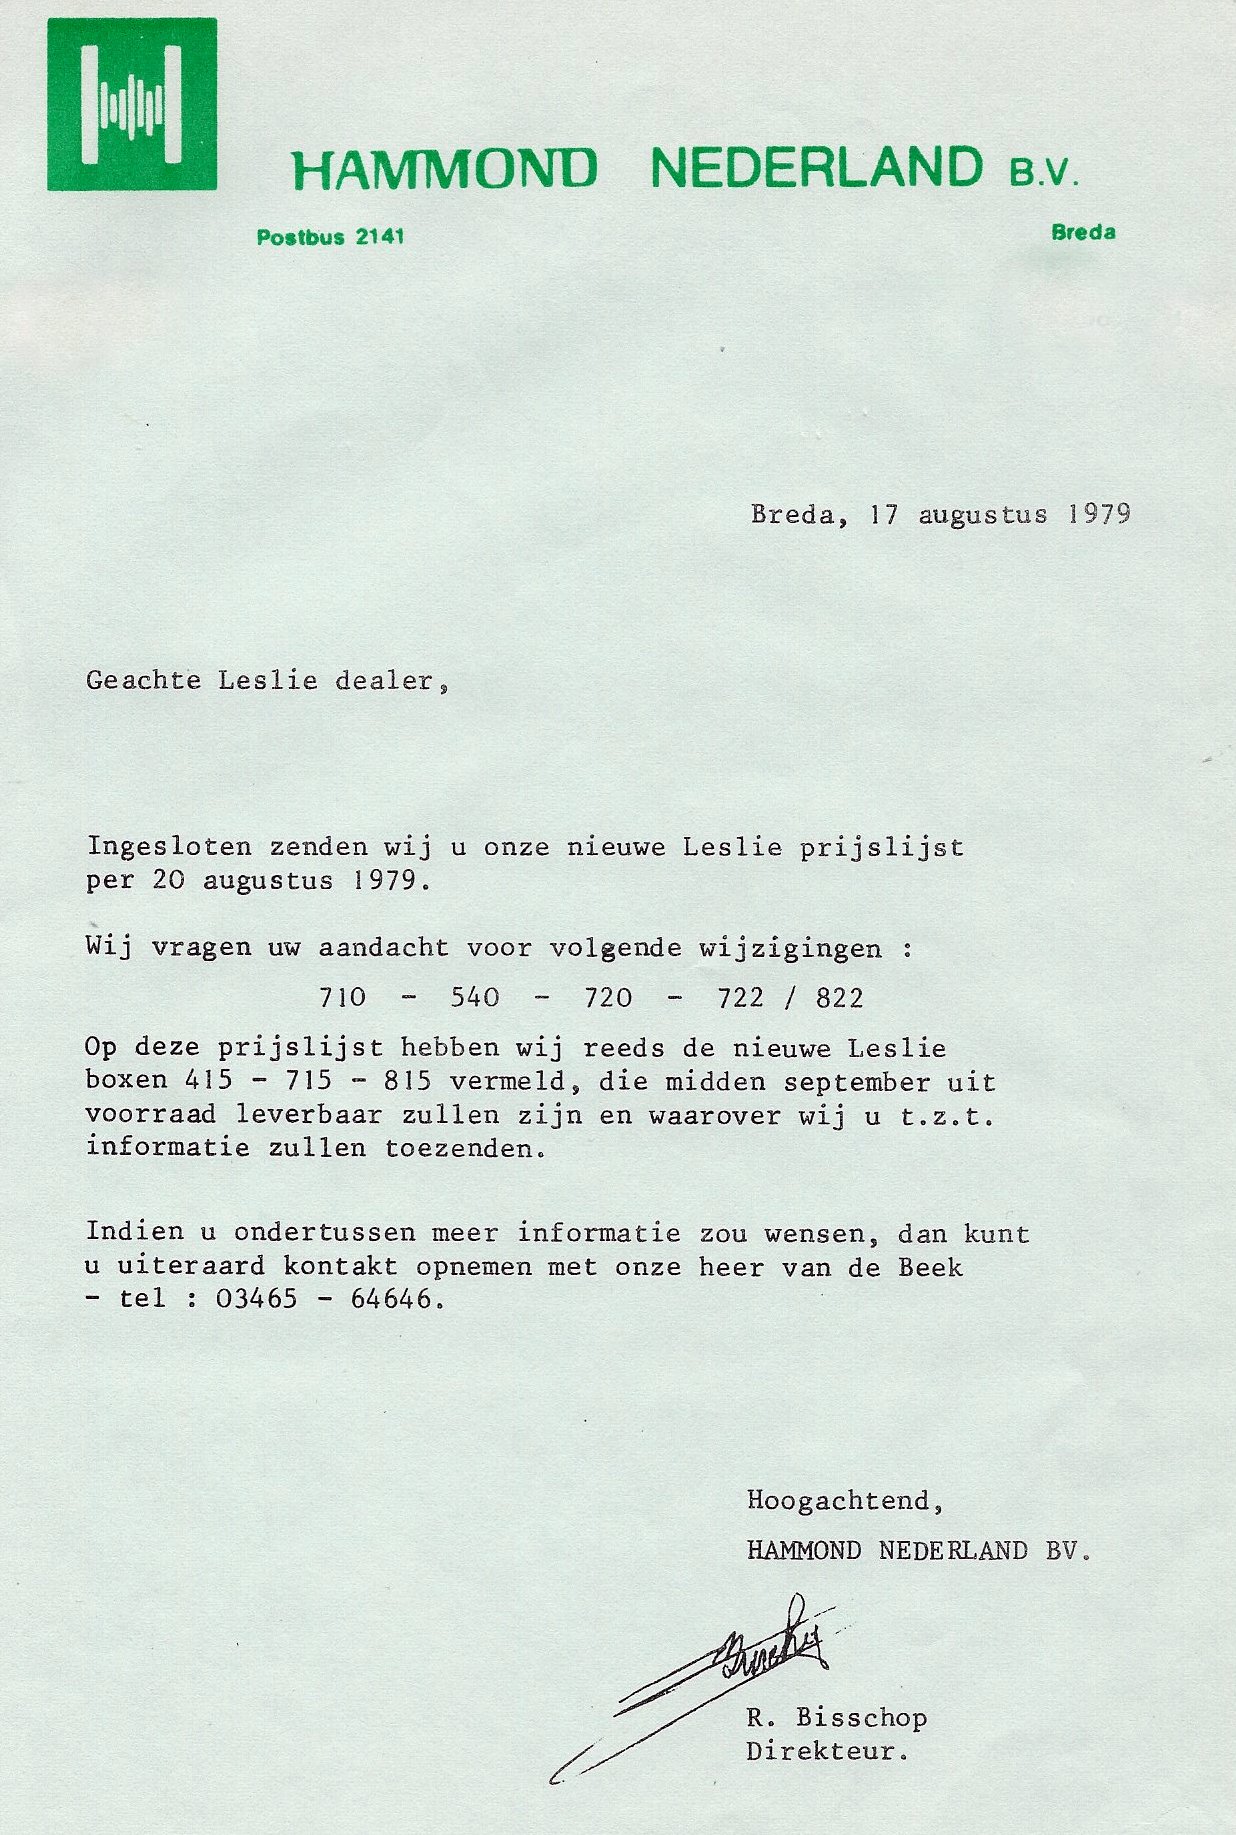 HAMMOND NEDERLAND B.V.
Postbus 2141 Breda
Breda, 17 augustus 1979
Geachte Leslie dealer,
Ingesloten zenden wij u onze nieuwe Leslie prijslijst
per 20 augustus 1979.
Wij vragen uw aandacht voor volgende wijzigingen :
710 - 540 - 720 - 722 / 822
Op deze prijslijst hebben wij reeds de nieuwe Leslie
boxen 415 - 715 - 815 vermeld, die midden september uit
voorraad leverbaar zullen zijn en waarover wij u t.z.t.
informatie zullen toezenden.
Indien u ondertussen meer informatie zou wensen, dan kunt
u uiteraard kontakt opnemen met onze heer van de Beek
- tel : 03465 - 64646.
Hoogachtend,
HAMMOND NEDERLAND BV.
R. Bisschop
Direkteur.